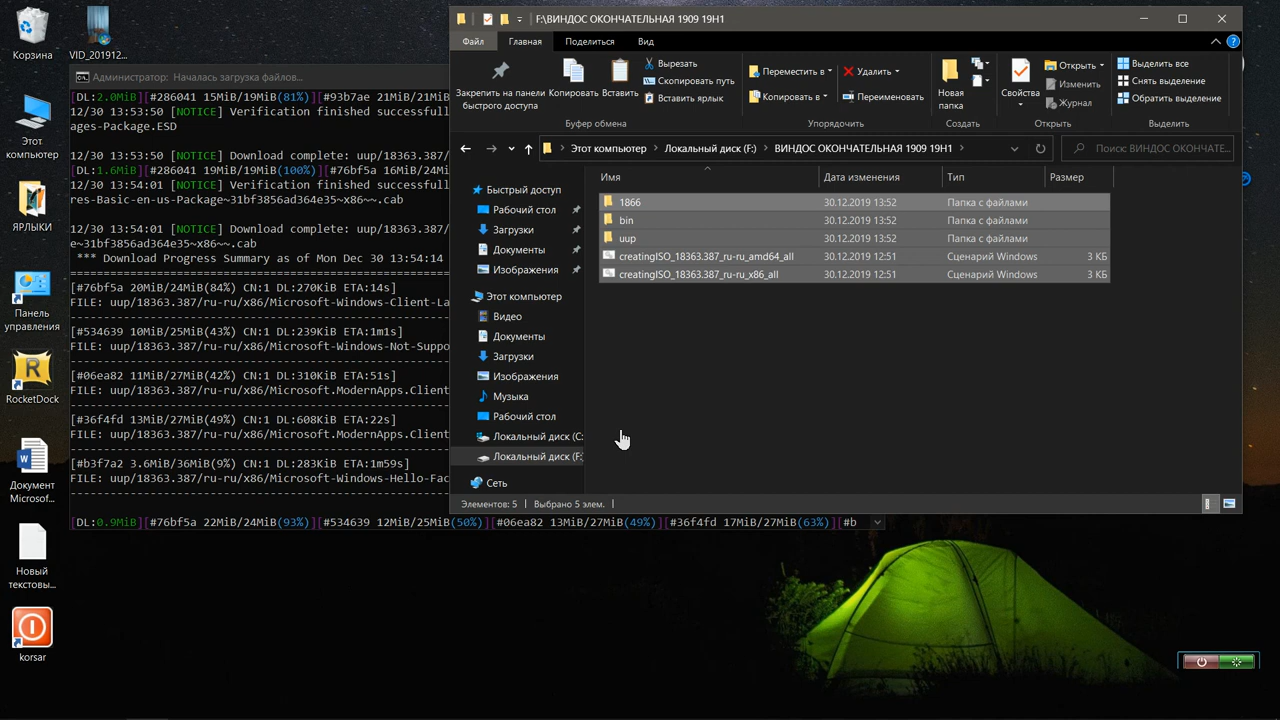 Корзина
VID_201912...
Этот
компьютер
ЯРЛЫКИ
Панель
управления
RocketDock
Документ
Microsof...
Новый
текстовы...
korsar
Администратор: Началась загрузка файлов...
[DL:2.0MiB][#286041 15MiB/19MiB(81%)][#93b7ae 21MiB/21MiB
12/30 13:53:50 [NOTICE] Verification finished successfull
ages-Package.ESD
12/30 13:53:50 [NOTICE] Download complete: uup/18363.387/
[DL:1.6MiB][#286041 19MiB/19MiB(100%)][#76bf5a 16MiB/24Mi
12/30 13:54:01 [NOTICE] Verification finished successfull
res-Basic-en-us-Package~31bf3856ad364e35~x86~~.cab
12/30 13:54:01 [NOTICE] Download complete: uup/18363.387/
e~31bf3856ad364e35~x86~~.cab
*** Download Progress Summary as of Mon Dec 30 13:54:14
[#76bf5a 20MiB/24MiB(84%) CN:1 DL:270KiB ETA:14s]
FILE: uup/18363.387/ru-ru/x86/Microsoft-Windows-Client-La
[#534639 10MiB/25MiB(43%) CN:1 DL:239KiB ETA:1m1s]
FILE: uup/18363.387/ru-ru/x86/Microsoft-Windows-Not-Suppo
[#06ea82 11MiB/27MiB(42%) CN:1 DL:310KiB ETA:51s]
FILE: uup/18363.387/ru-ru/x86/Microsoft.ModernApps.Client
[#36f4fd 13MiB/27MiB(49%) CN:1 DL:608KiB ETA:22s]
FILE: uup/18363.387/ru-ru/x86/Microsoft.ModernApps.Client
[#b3f7a2 3.6MiB/36MiB(9%) CN:1 DL:283KiB ETA:1m59s]
FILE: uup/18363.387/ru-ru/x86/Microsoft-Windows-Hello-Fac
[DL:0.9MiB][#76bf5a 22MiB/24MiB(93%)][#534639 12MiB/25MiB(50%)][#06ea82 13MiB/27MiB(49%)][#36f4fd 17MiB/27MiB(63%)][#b
F:\ВИНДОС ОКОНЧАТЕЛЬНАЯ 1909 19H1
Файл Главная Поделиться Вид
Закрепить на панели
быстрого доступа
Копировать
Вставить
Вырезать
Скопировать путь
Вставить ярлык
Буфер обмена
Переместить в
Копировать в
Удалить
Переименовать
Упорядочить
Новая
папка
Создать
Свойства
Открыть
Изменить
Журнал
Открыть
Выделить все
Снять выделение
Обратить выделение
Выделить
Этот компьютер > Локальный диск (F:) > ВИНДОС ОКОНЧАТЕЛЬНАЯ 1909 19H1 >
Поиск: ВИНДОС ОКОНЧАТЕ...
Быстрый доступ
Рабочий стол
Загрузки
Документы
Изображения
Этот компьютер
Видео
Документы
Загрузки
Изображения
Музыка
Рабочий стол
Локальный диск (C:
Локальный диск (F:
Сеть
Имя Дата изменения Тип Размер
1866 30.12.2019 13:52 Папка с файлами
bin 30.12.2019 13:52 Папка с файлами
uup 30.12.2019 13:52 Папка с файлами
creatingISO_18363.387_ru-ru_amd64_all 30.12.2019 12:51 Сценарий Windows 3 КБ
creatingISO_18363.387_ru-ru_x86_all 30.12.2019 12:51 Сценарий Windows 3 КБ
Элементов: 5 Выбрано 5 элем.